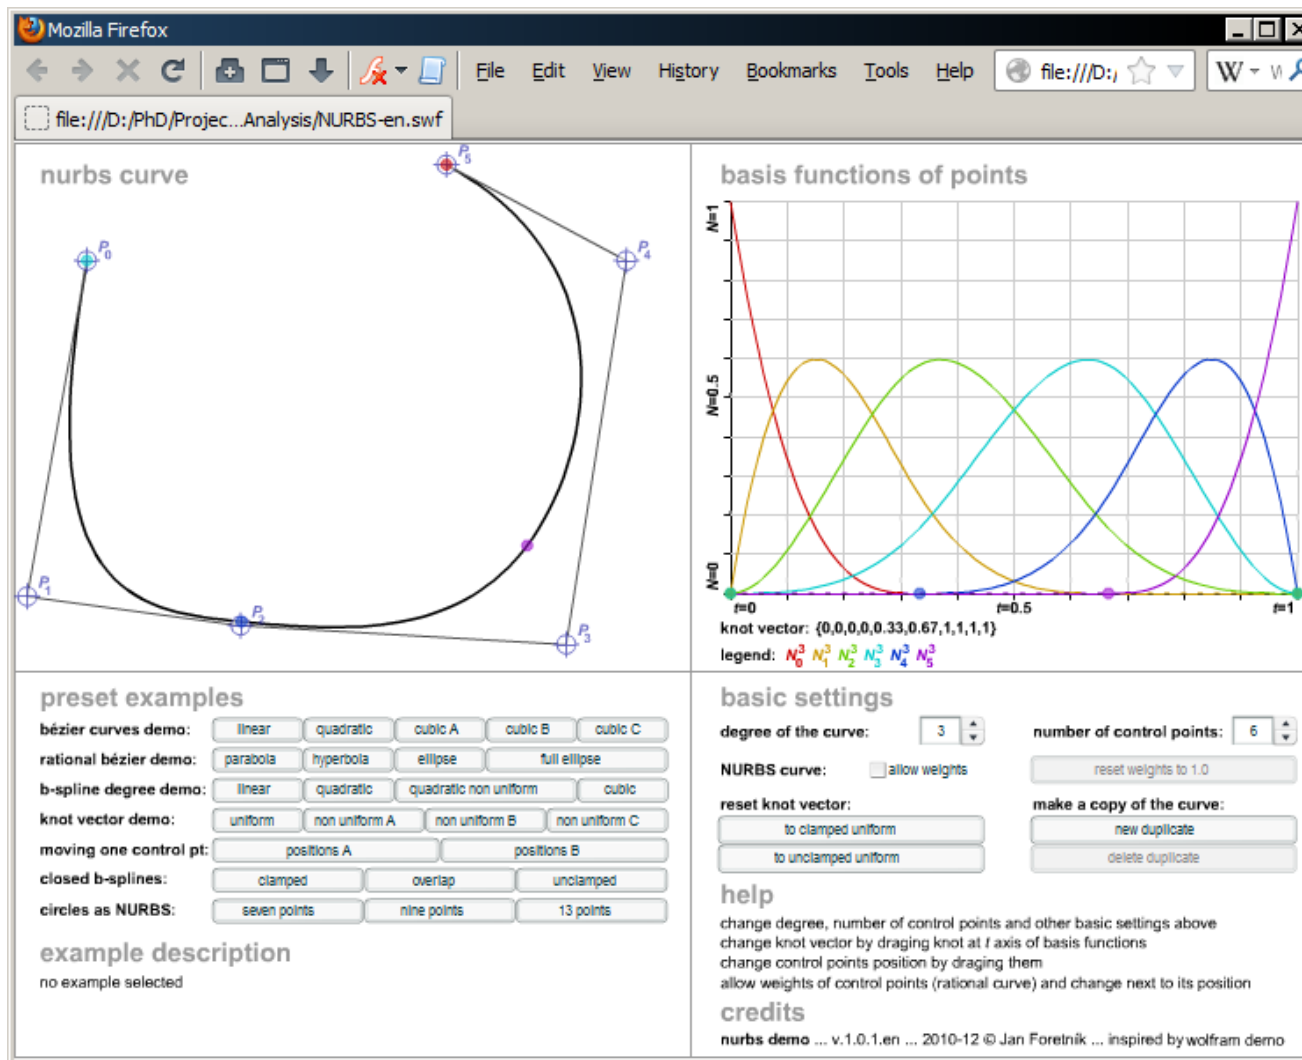 Mozilla Firefox
File Edit View History Bookmarks Tools Help file:///D:/ W
file:///D:/PhD/Projec...Analysis/NURBS-en.swf
nurbs curve
P5
P0
P4
P1
P2
P3
basis functions of points
N=1
N=0.5
N=0
t=0 t=0.5 t=1
knot vector: {0,0,0,0,0.33,0.67,1,1,1,1}
legend: N₀³ N₁³ N₂³ N₃³ N₄³ N₅³
preset examples
bézier curves demo: linear quadratic cubic A cubic B cubic C
rational bézier demo: parabola hyperbola ellipse full ellipse
b-spline degree demo: linear quadratic quadratic non uniform cubic
knot vector demo: uniform non uniform A non uniform B non uniform C
moving one control pt: positions A positions B
closed b-splines: clamped overlap unclamped
circles as NURBS: seven points nine points 13 points
example description
no example selected
basic settings
degree of the curve: 3 number of control points: 6
NURBS curve: allow weights reset weights to 1.0
reset knot vector: make a copy of the curve:
to clamped uniform new duplicate
to unclamped uniform delete duplicate
help
change degree, number of control points and other basic settings above
change knot vector by draging knot at t axis of basis functions
change control points position by draging them
allow weights of control points (rational curve) and change next to its position
credits
nurbs demo ... v.1.0.1.en ... 2010-12 © Jan Foretník ... inspired by wolfram demo